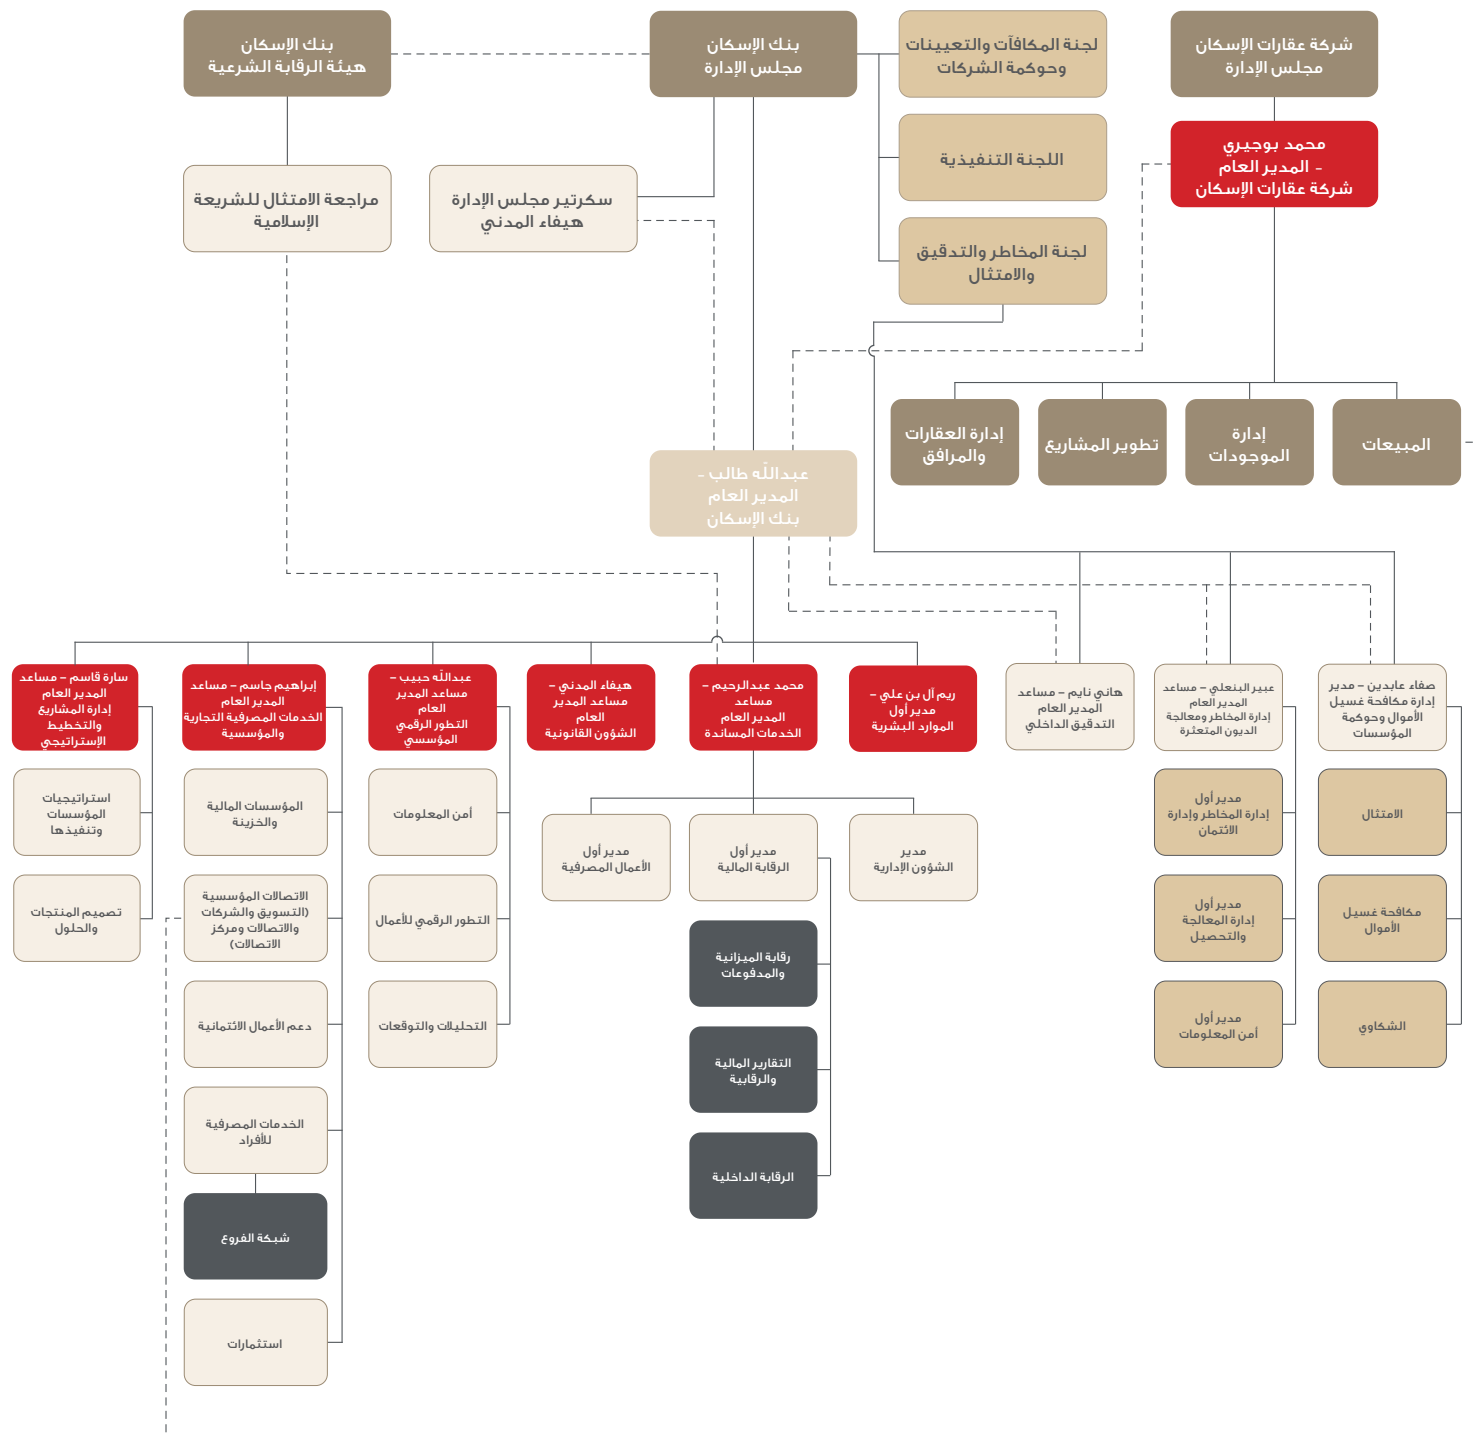 شركة عقارات الإسكان
مجلس الإدارة
لجنة المكافآت والتعيينات
وحوكمة الشركات
بنك الإسكان
مجلس الإدارة
بنك الإسكان
هيئة الرقابة الشرعية
محمد بوجيري
- المدير العام
شركة عقارات الإسكان
اللجنة التنفيذية
سكرتير مجلس الإدارة
هيفاء المدني
مراجعة الامتثال للشريعة
الإسلامية
لجنة المخاطر والتدقيق
والامتثال
المبيعات
إدارة
الموجودات
تطوير المشاريع
إدارة العقارات
والمرافق
عبدالله طالب -
المدير العام
بنك الإسكان
صفاء عابدين – مدير
إدارة مكافحة غسيل
الأموال وحوكمة
المؤسسات
عبير البنعلي – مساعد
المدير العام
إدارة المخاطر ومعالجة
الديون المتعثرة
هاني نايم – مساعد
المدير العام
التدقيق الداخلي
ريم آل بن علي –
مدير أول
الموارد البشرية
محمد عبدالرحيم –
مساعد
المدير العام
الخدمات المساندة
هيفاء المدني –
مساعد المدير
العام
الشؤون القانونية
عبدالله حبيب –
مساعد المدير
العام
التطور الرقمي
المؤسسي
إبراهيم جاسم – مساعد
المدير العام
الخدمات المصرفية التجارية
والمؤسسية
سارة قاسم – مساعد
المدير العام
إدارة المشاريع
والتخطيط
الإستراتيجي
الامتثال
مكافحة غسيل
الأموال
الشكاوي
مدير أول
إدارة المخاطر وإدارة
الائتمان
مدير أول
إدارة المعالجة
والتحصيل
مدير أول
أمن المعلومات
مدير
الشؤون الإدارية
مدير أول
الرقابة المالية
مدير أول
الأعمال المصرفية
رقابة الميزانية
والمدفوعات
التقارير المالية
والرقابية
الرقابة الداخلية
أمن المعلومات
التطور الرقمي للأعمال
التحليلات والتوقعات
المؤسسات المالية
والخزينة
الاتصالات المؤسسية
(التسويق والشركات
والاتصالات ومركز
الاتصالات)
دعم الأعمال الائتمانية
الخدمات المصرفية
للأفراد
شبكة الفروع
استثمارات
استراتيجيات
المؤسسات
وتنفيذها
تصميم المنتجات
والحلول